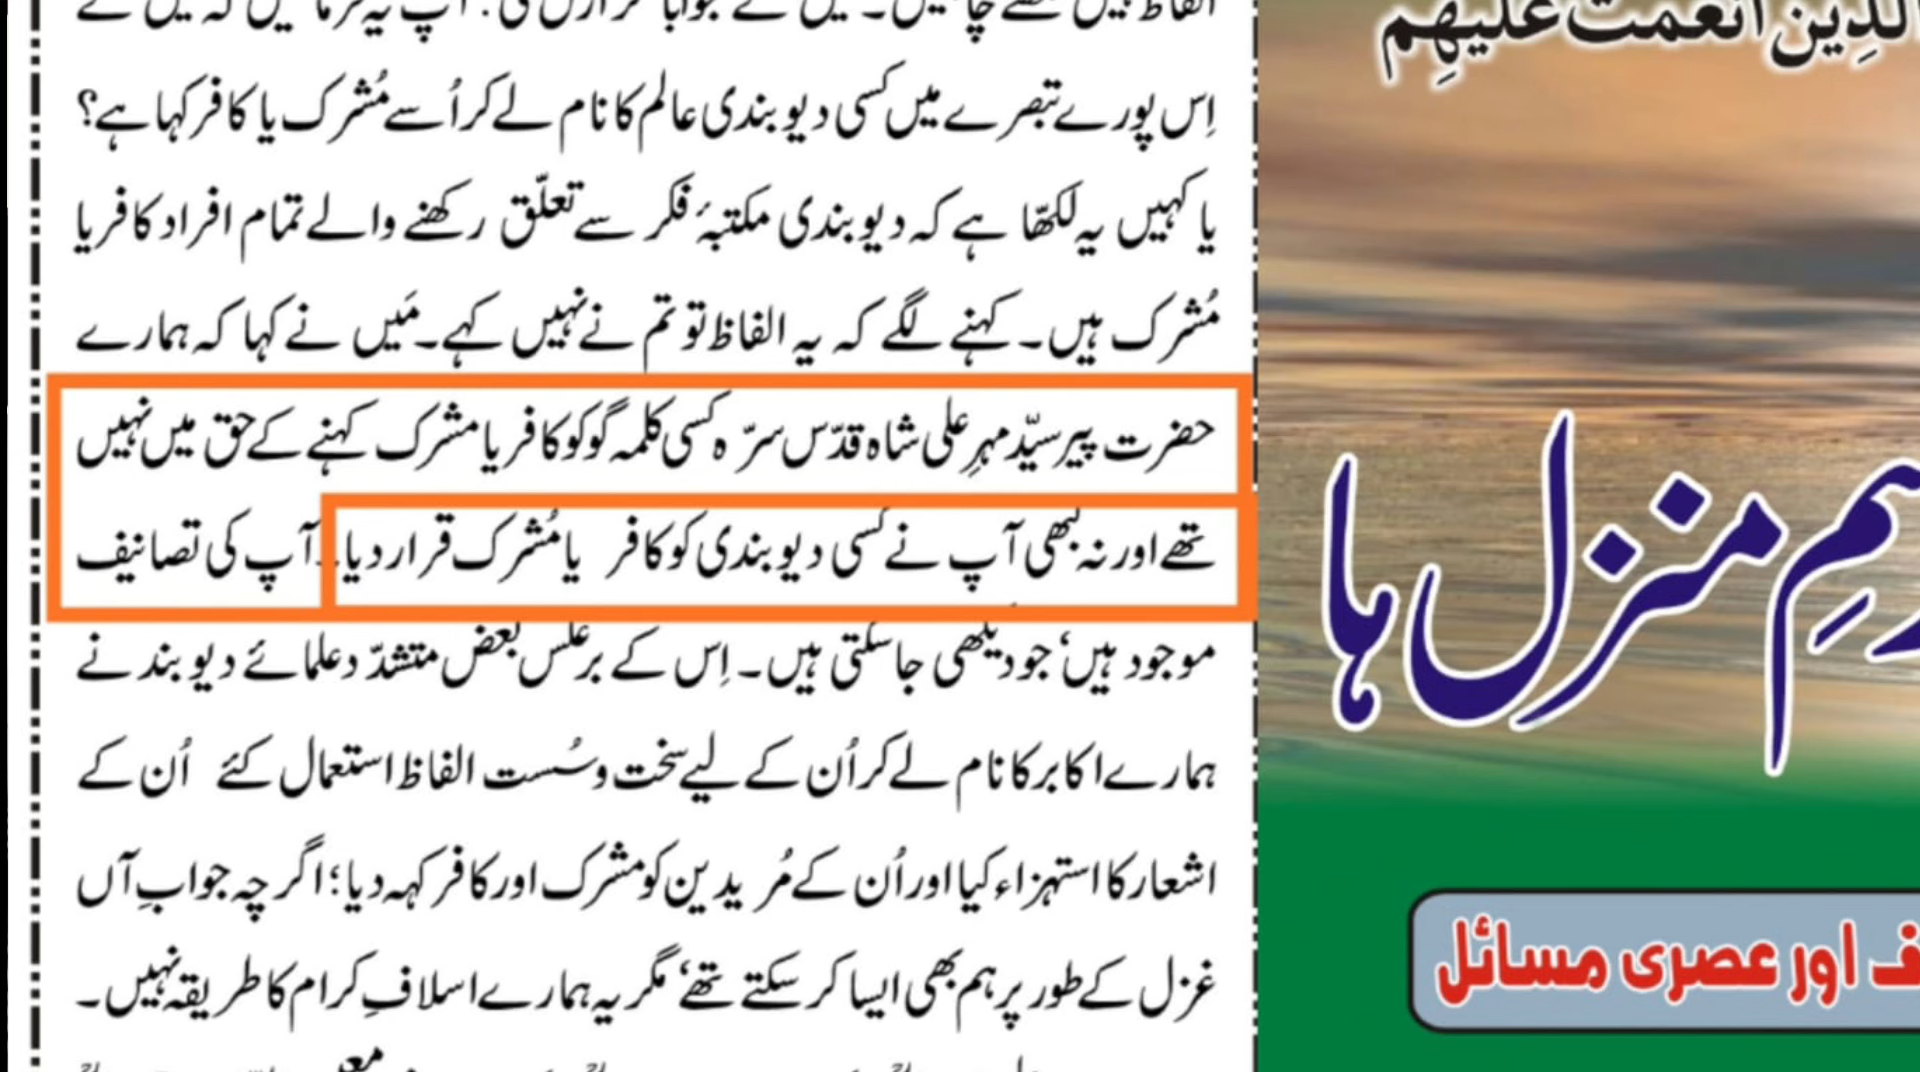 اِس پورے تبصرے میں کسی دیوبندی عالم کا نام لے کر اُسے مُشرک یا کافر کہا ہے؟
یا کہیں یہ لکھّا ہے کہ دیوبندی مکتبۂ فکر سے تعلّق رکھنے والے تمام افراد کافر یا
مُشرک ہیں۔ کہنے لگے کہ یہ الفاظ تو تم نے نہیں کہے۔ مَیں نے کہا کہ ہمارے
حضرت پیر سیّد مہرِ علی شاہ قدّس سرّہ کسی کلمہ گو کو کافر یا مشرک کہنے کے حق میں نہیں
تھے اور نہ بھی آپ نے کسی دیوبندی کو کافر یا مُشرک قرار دیا۔ آپ کی تصانیف
موجود ہیں، جو دیکھی جا سکتی ہیں۔ اِس کے برعکس بعض متشدّد علمائے دیوبند نے
ہمارے اکابر کا نام لے کر اُن کے لیے سخت و سُست الفاظ استعمال کئے اُن کے
اشعار کا استہزاء کیا اور اُن کے مُریدین کو مشرک اور کافر کہہ دیا؛ اگرچہ جوابِ آں
غزل کے طور پر ہم بھی ایسا کر سکتے تھے، مگر یہ ہمارے اسلافِ کرام کا طریقہ نہیں۔
الّذِین انعمت علیہِم
منزل ہا
اور عصری مسائل